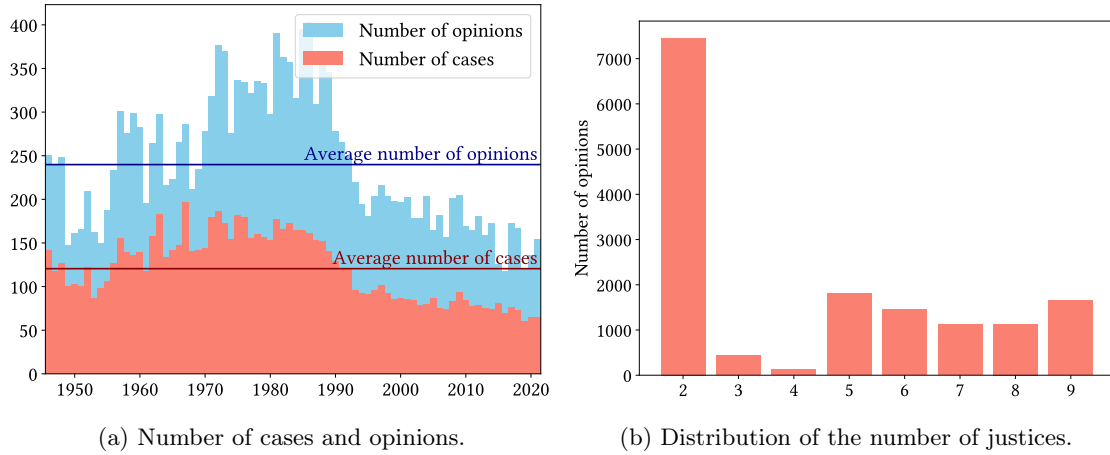 Number of opinions
Number of cases
400
350
300
250
200
150
100
50
0
Average number of opinions
Average number of cases
1950 1960 1970 1980 1990 2000 2010 2020
(a) Number of cases and opinions.
Number of opinions
7000
6000
5000
4000
3000
2000
1000
0
2 3 4 5 6 7 8 9
(b) Distribution of the number of justices.